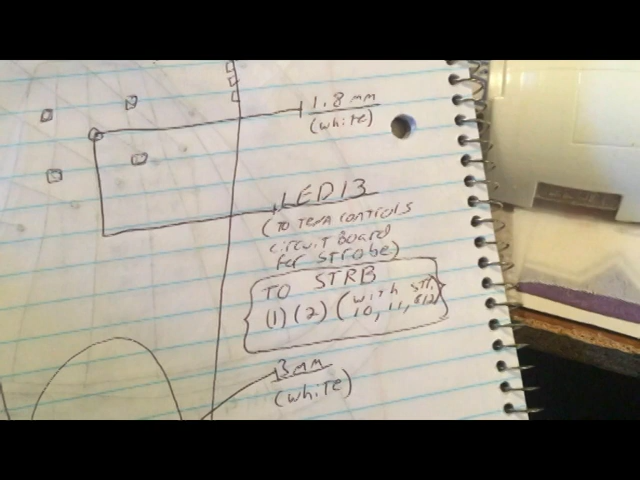 1.8mm
(white)
LED13
(TO TENA CONTROLS
circuit Board
for STROBE)
TO STRB
(1) (2) (with STR,
10, 11, &12)
3mm
(white)